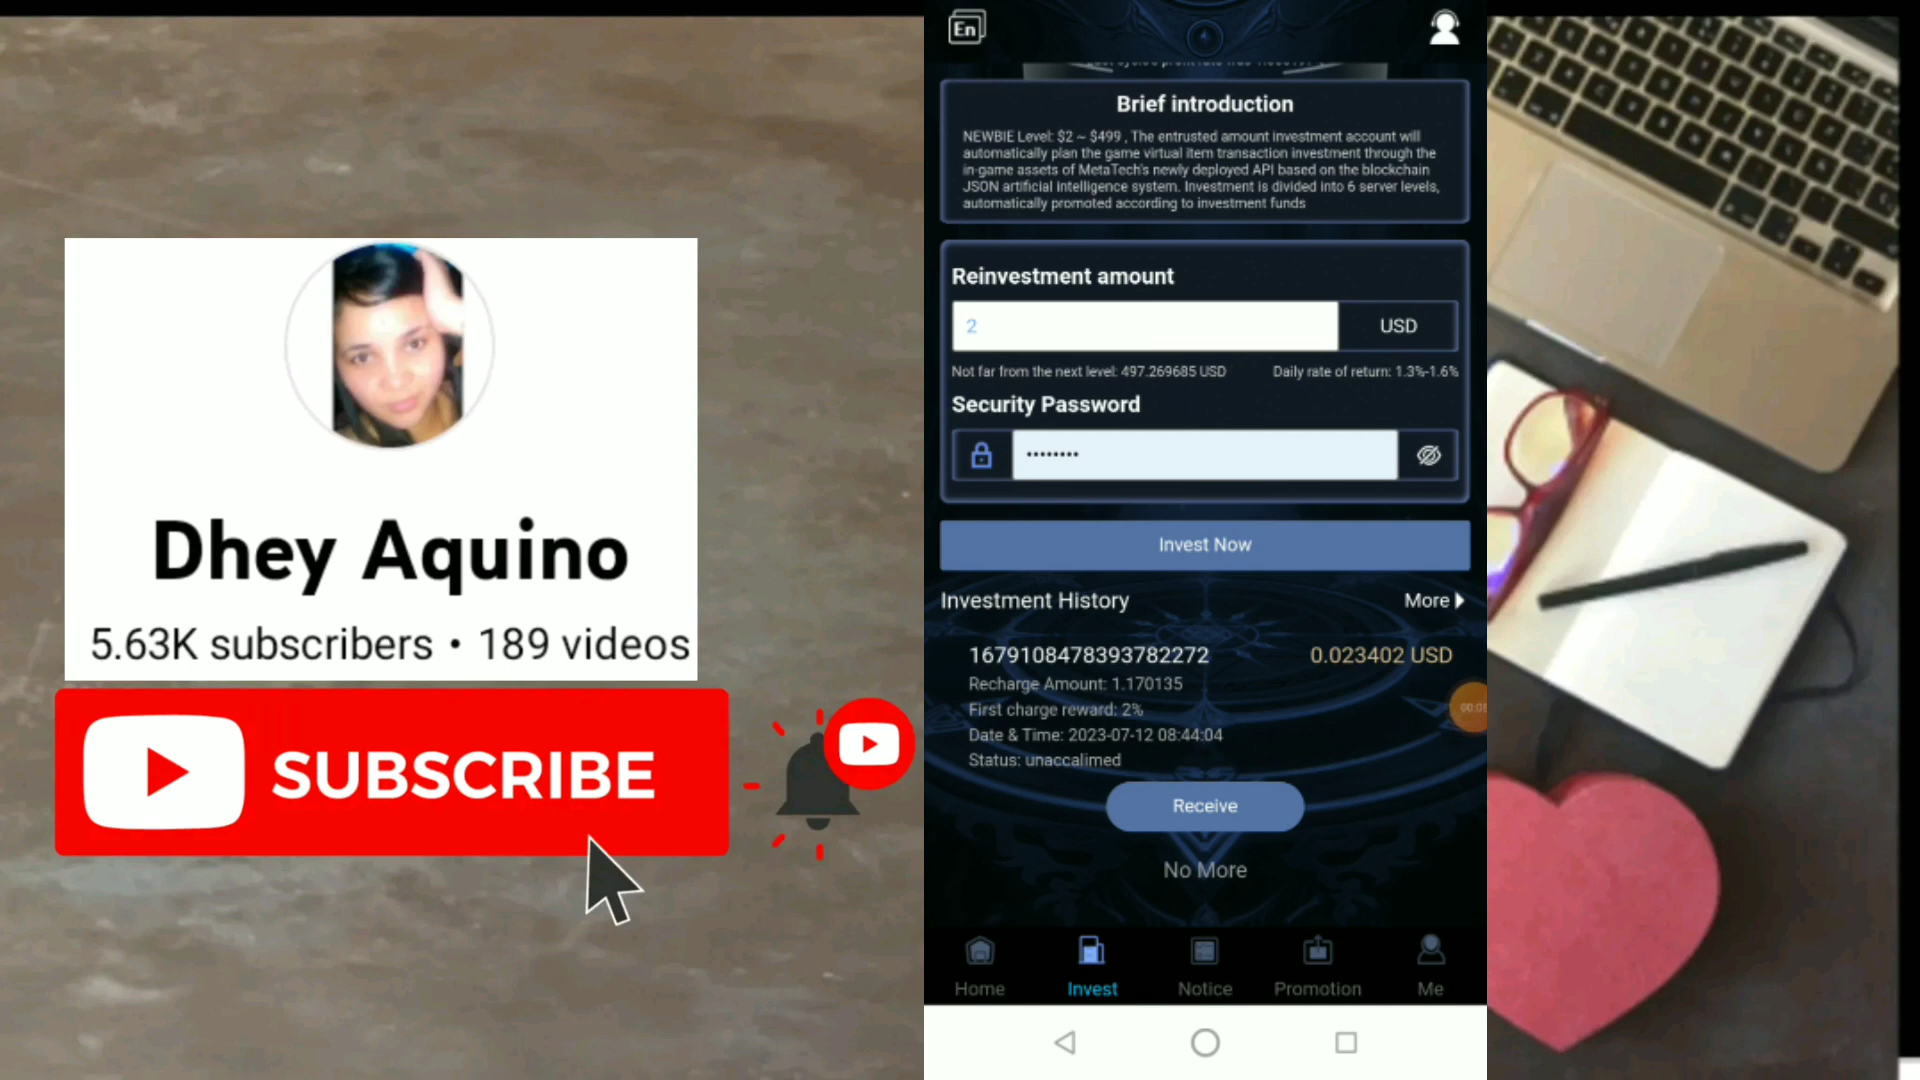 Dhey Aquino
5.63K subscribers • 189 videos
SUBSCRIBE
En
Brief introduction
NEWBIE Level: $2 ~ $499 , The entrusted amount investment account will
automatically plan the game virtual item transaction investment through the
in-game assets of MetaTech's newly deployed API based on the blockchain
JSON artificial intelligence system. Investment is divided into 6 server levels,
automatically promoted according to investment funds
Reinvestment amount
2 USD
Not far from the next level: 497.269685 USD Daily rate of return: 1.3%-1.6%
Security Password
••••••••
Invest Now
Investment History More
1679108478393782272 0.023402 USD
Recharge Amount: 1.170135
First charge reward: 2%
Date & Time: 2023-07-12 08:44:04
Status: unaccalimed
Receive
No More
Home Invest Notice Promotion Me